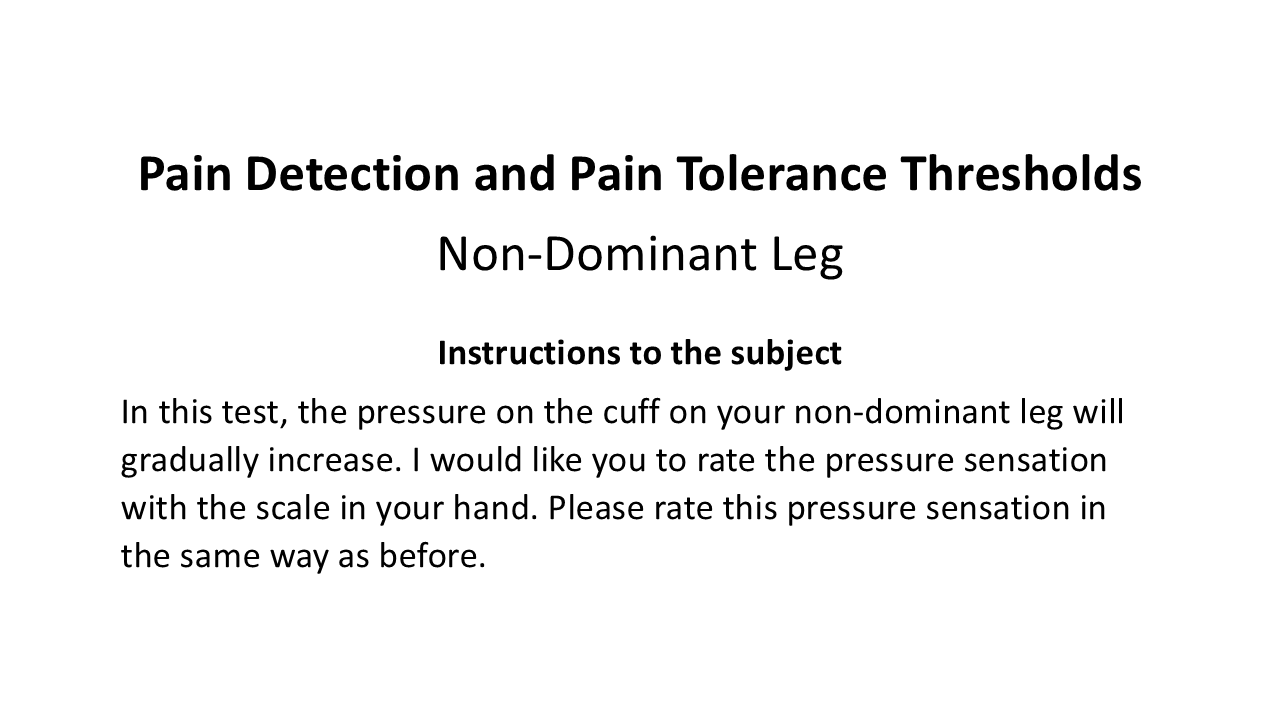 Pain Detection and Pain Tolerance Thresholds
Non-Dominant Leg
Instructions to the subject
In this test, the pressure on the cuff on your non-dominant leg will
gradually increase. I would like you to rate the pressure sensation
with the scale in your hand. Please rate this pressure sensation in
the same way as before.